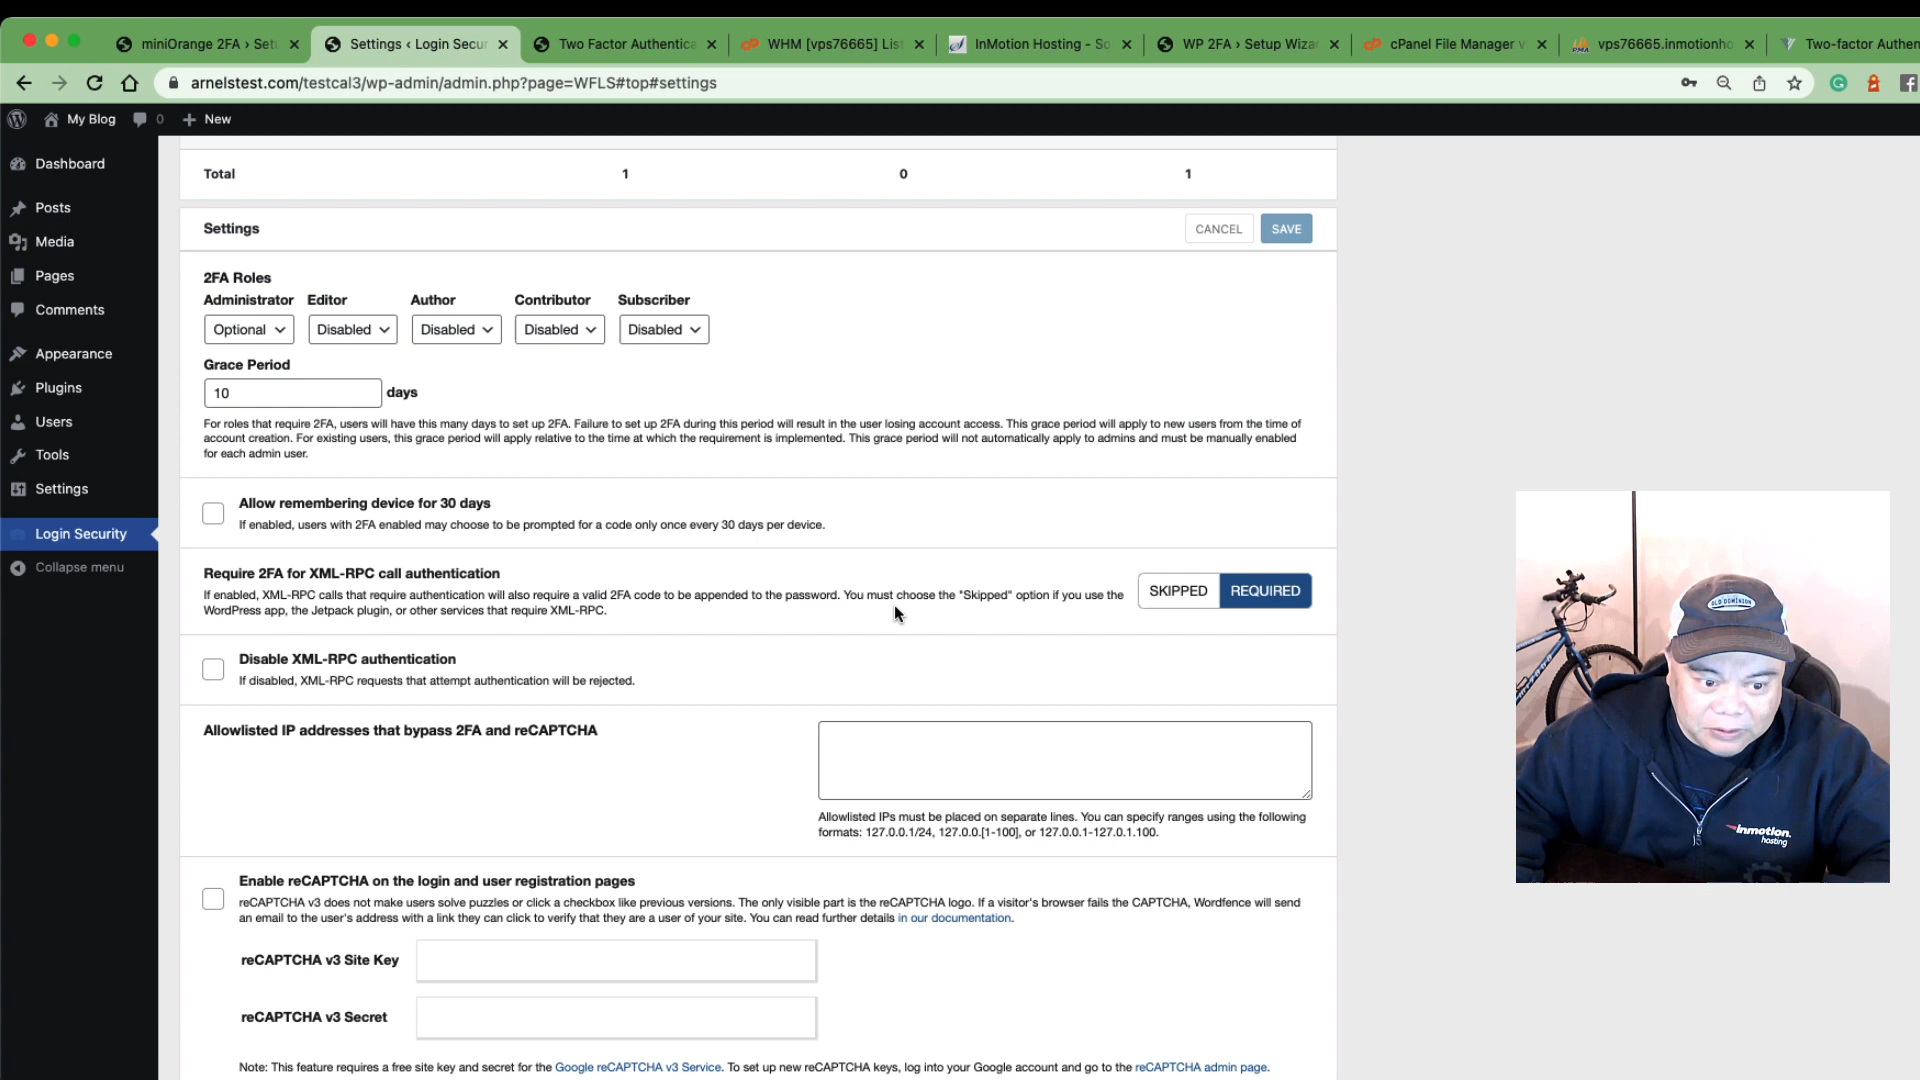 miniOrange 2FA › Setu
Settings ‹ Login Secur
Two Factor Authentica
WHM [vps76665] List
InMotion Hosting - So
WP 2FA › Setup Wizar
cPanel File Manager v
vps76665.inmotionho
Two-factor Authen
arnelstest.com/testcal3/wp-admin/admin.php?page=WFLS#top#settings
My Blog 0 New
Dashboard
Posts
Media
Pages
Comments
Appearance
Plugins
Users
Tools
Settings
Login Security
Collapse menu
Total 1 0 1
Settings CANCEL SAVE
2FA Roles
Administrator Editor Author Contributor Subscriber
Optional Disabled Disabled Disabled Disabled
Grace Period
10 days
For roles that require 2FA, users will have this many days to set up 2FA. Failure to set up 2FA during this period will result in the user losing account access. This grace period will apply to new users from the time of
account creation. For existing users, this grace period will apply relative to the time at which the requirement is implemented. This grace period will not automatically apply to admins and must be manually enabled
for each admin user.
Allow remembering device for 30 days
If enabled, users with 2FA enabled may choose to be prompted for a code only once every 30 days per device.
Require 2FA for XML-RPC call authentication
If enabled, XML-RPC calls that require authentication will also require a valid 2FA code to be appended to the password. You must choose the "Skipped" option if you use the
WordPress app, the Jetpack plugin, or other services that require XML-RPC.
SKIPPED REQUIRED
Disable XML-RPC authentication
If disabled, XML-RPC requests that attempt authentication will be rejected.
Allowlisted IP addresses that bypass 2FA and reCAPTCHA
Allowlisted IPs must be placed on separate lines. You can specify ranges using the following
formats: 127.0.0.1/24, 127.0.0.[1-100], or 127.0.0.1-127.0.1.100.
Enable reCAPTCHA on the login and user registration pages
reCAPTCHA v3 does not make users solve puzzles or click a checkbox like previous versions. The only visible part is the reCAPTCHA logo. If a visitor's browser fails the CAPTCHA, Wordfence will send
an email to the user's address with a link they can click to verify that they are a user of your site. You can read further details in our documentation.
reCAPTCHA v3 Site Key
reCAPTCHA v3 Secret
Note: This feature requires a free site key and secret for the Google reCAPTCHA v3 Service. To set up new reCAPTCHA keys, log into your Google account and go to the reCAPTCHA admin page.
OLD DOMINION
inmotion
hosting